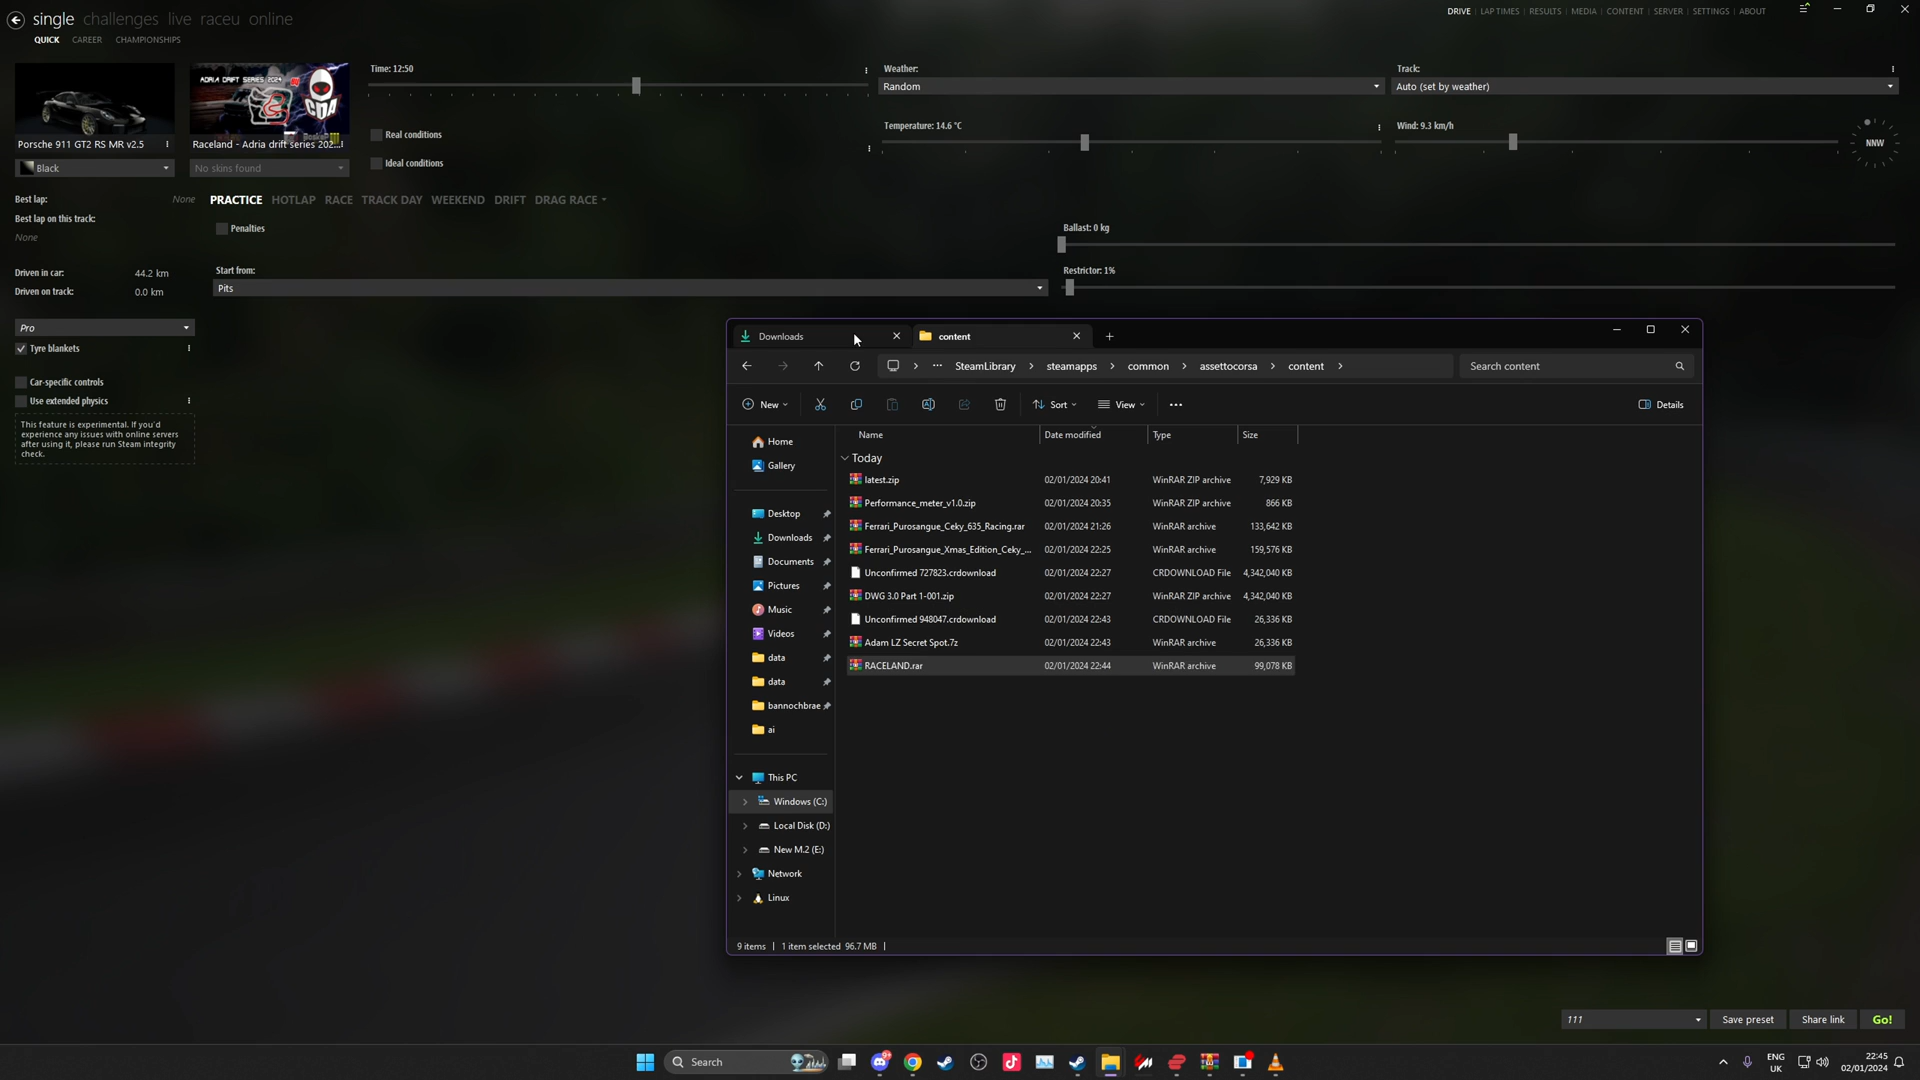 single challenges live raceu online
DRIVE | LAP TIMES | RESULTS | MEDIA | CONTENT | SERVER | SETTINGS | ABOUT
QUICK CAREER CHAMPIONSHIPS
ADRIA DRIFT SERIES 2024
CDA
Porsche 911 GT2 RS MR v2.5
Raceland - Adria drift series 202...
Black
No skins found
Time: 12:50
Real conditions
Ideal conditions
Weather:
Random
Track:
Auto (set by weather)
Temperature: 14.6 °C
Wind: 9.3 km/h
NNW
Best lap: None
Best lap on this track:
None
Driven in car: 44.2 km
Driven on track: 0.0 km
Pro
Tyre blankets
Car-specific controls
Use extended physics
This feature is experimental. If you'd
experience any issues with online servers
after using it, please run Steam integrity
check.
PRACTICE HOTLAP RACE TRACK DAY WEEKEND DRIFT DRAG RACE
Penalties
Ballast: 0 kg
Start from:
Pits
Restrictor: 1%
Downloads
content
SteamLibrary > steamapps > common > assettocorsa > content >
Search content
New
Sort
View
Details
Home
Gallery
Desktop
Downloads
Documents
Pictures
Music
Videos
data
data
bannochbrae
ai
This PC
Windows (C:)
Local Disk (D:)
New M.2 (E:)
Network
Linux
Name Date modified Type Size
Today
latest.zip 02/01/2024 20:41 WinRAR ZIP archive 7,929 KB
Performance_meter_v1.0.zip 02/01/2024 20:35 WinRAR ZIP archive 866 KB
Ferrari_Purosangue_Ceky_635_Racing.rar 02/01/2024 21:26 WinRAR archive 133,642 KB
Ferrari_Purosangue_Xmas_Edition_Ceky_... 02/01/2024 22:25 WinRAR archive 159,576 KB
Unconfirmed 727823.crdownload 02/01/2024 22:27 CRDOWNLOAD File 4,342,040 KB
DWG 3.0 Part 1-001.zip 02/01/2024 22:27 WinRAR ZIP archive 4,342,040 KB
Unconfirmed 948047.crdownload 02/01/2024 22:43 CRDOWNLOAD File 26,336 KB
Adam LZ Secret Spot.7z 02/01/2024 22:43 WinRAR archive 26,336 KB
RACELAND.rar 02/01/2024 22:44 WinRAR archive 99,078 KB
9 items | 1 item selected 96.7 MB |
111
Save preset
Share link
Go!
Search
9+
ENG
UK
22:45
02/01/2024